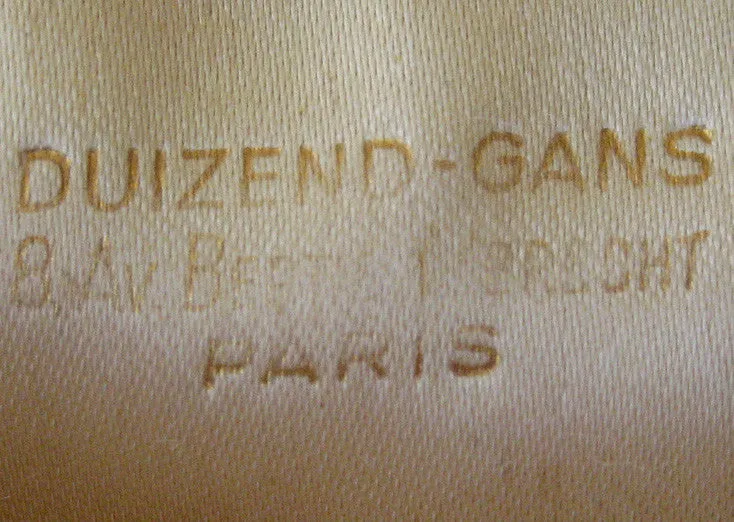 DUIZEND-GANS
8, AV.
PARIS